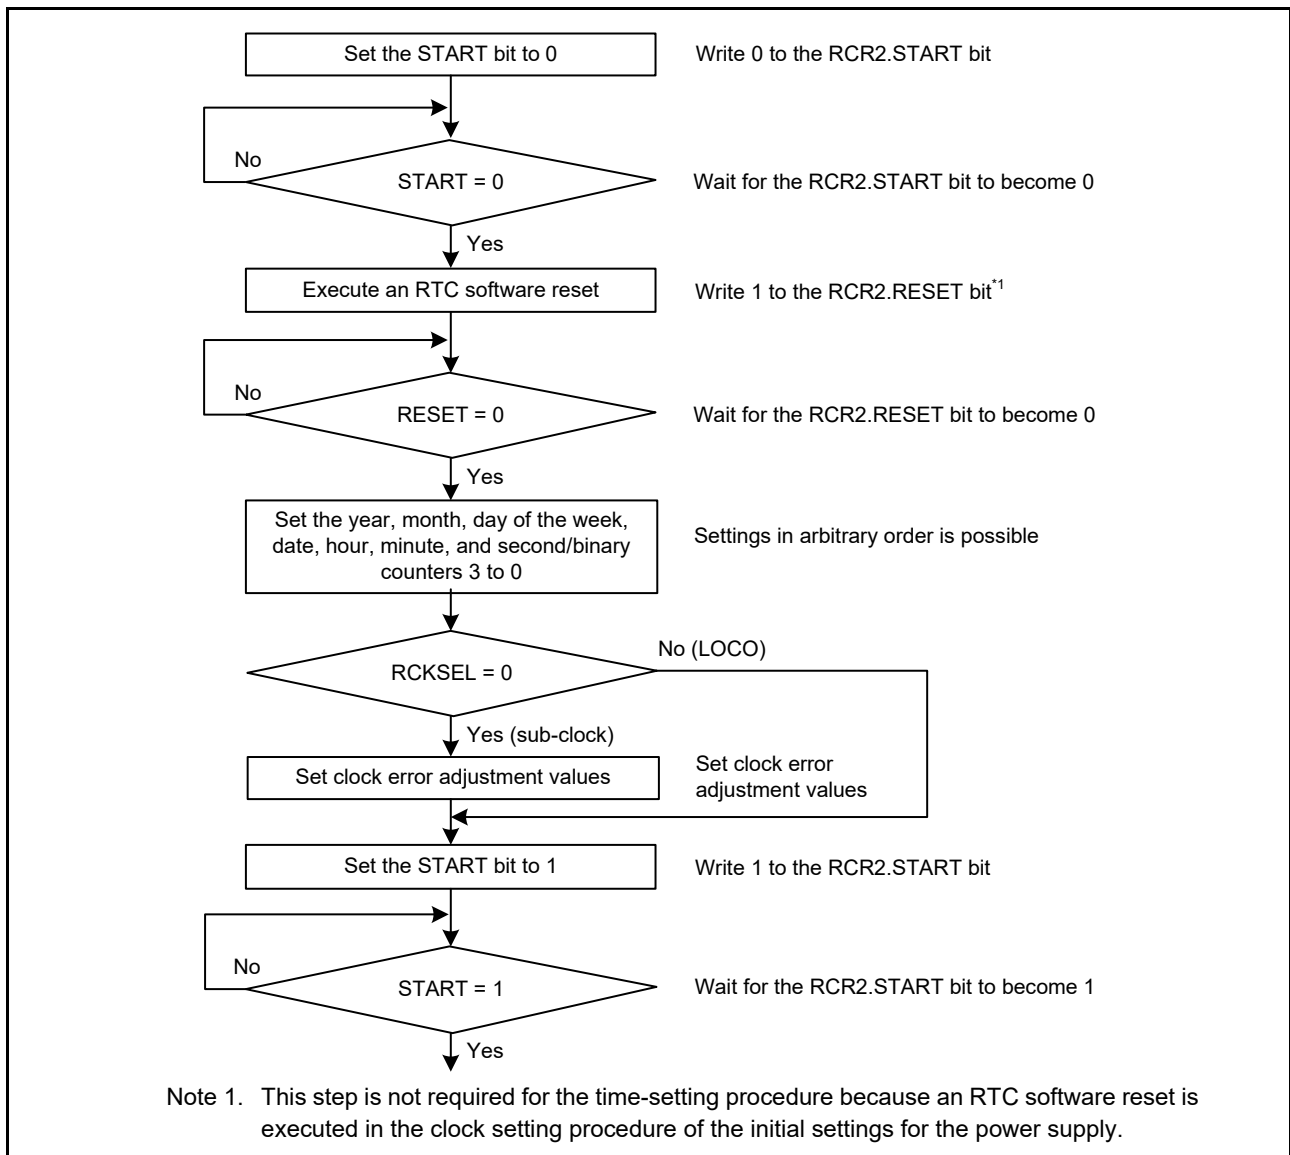 Set the START bit to 0
Write 0 to the RCR2.START bit
No
START = 0
Wait for the RCR2.START bit to become 0
Yes
Execute an RTC software reset
Write 1 to the RCR2.RESET bit*1
No
RESET = 0
Wait for the RCR2.RESET bit to become 0
Yes
Set the year, month, day of the week,
date, hour, minute, and second/binary
counters 3 to 0
Settings in arbitrary order is possible
No (LOCO)
RCKSEL = 0
Yes (sub-clock)
Set clock error adjustment values
Set clock error
adjustment values
Set the START bit to 1
Write 1 to the RCR2.START bit
No
START = 1
Wait for the RCR2.START bit to become 1
Yes
Note 1. This step is not required for the time-setting procedure because an RTC software reset is
executed in the clock setting procedure of the initial settings for the power supply.